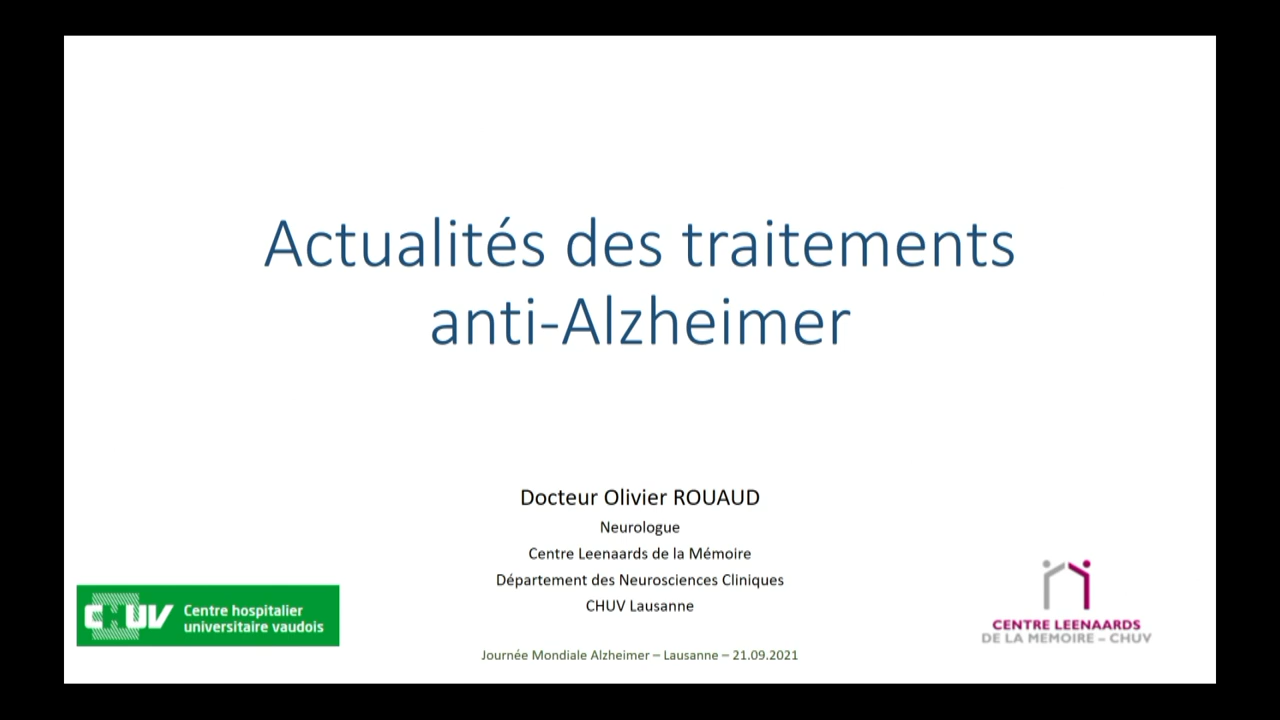 Actualités des traitements
anti-Alzheimer
Docteur Olivier ROUAUD
Neurologue
Centre Leenaards de la Mémoire
Département des Neurosciences Cliniques
CHUV Lausanne
Journée Mondiale Alzheimer – Lausanne – 21.09.2021
CHUV
Centre hospitalier
universitaire vaudois
CENTRE LEENAARDS
DE LA MEMOIRE – CHUV